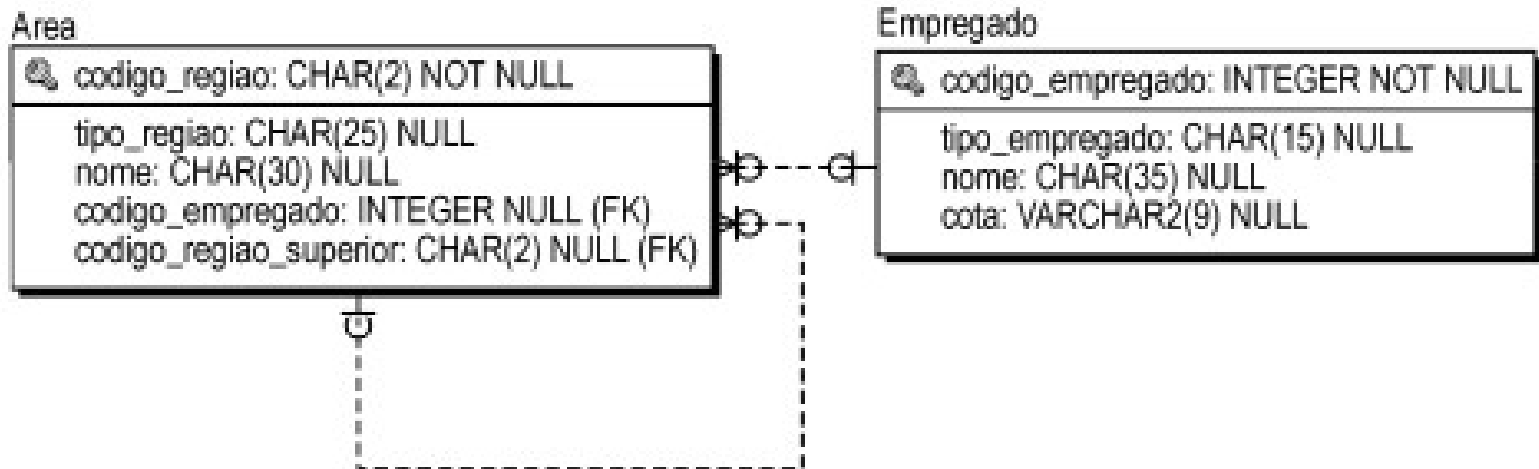 Area
codigo_regiao: CHAR(2) NOT NULL
tipo_regiao: CHAR(25) NULL
nome: CHAR(30) NULL
codigo_empregado: INTEGER NULL (FK)
codigo_regiao_superior: CHAR(2) NULL (FK)
Empregado
codigo_empregado: INTEGER NOT NULL
tipo_empregado: CHAR(15) NULL
nome: CHAR(35) NULL
cota: VARCHAR2(9) NULL